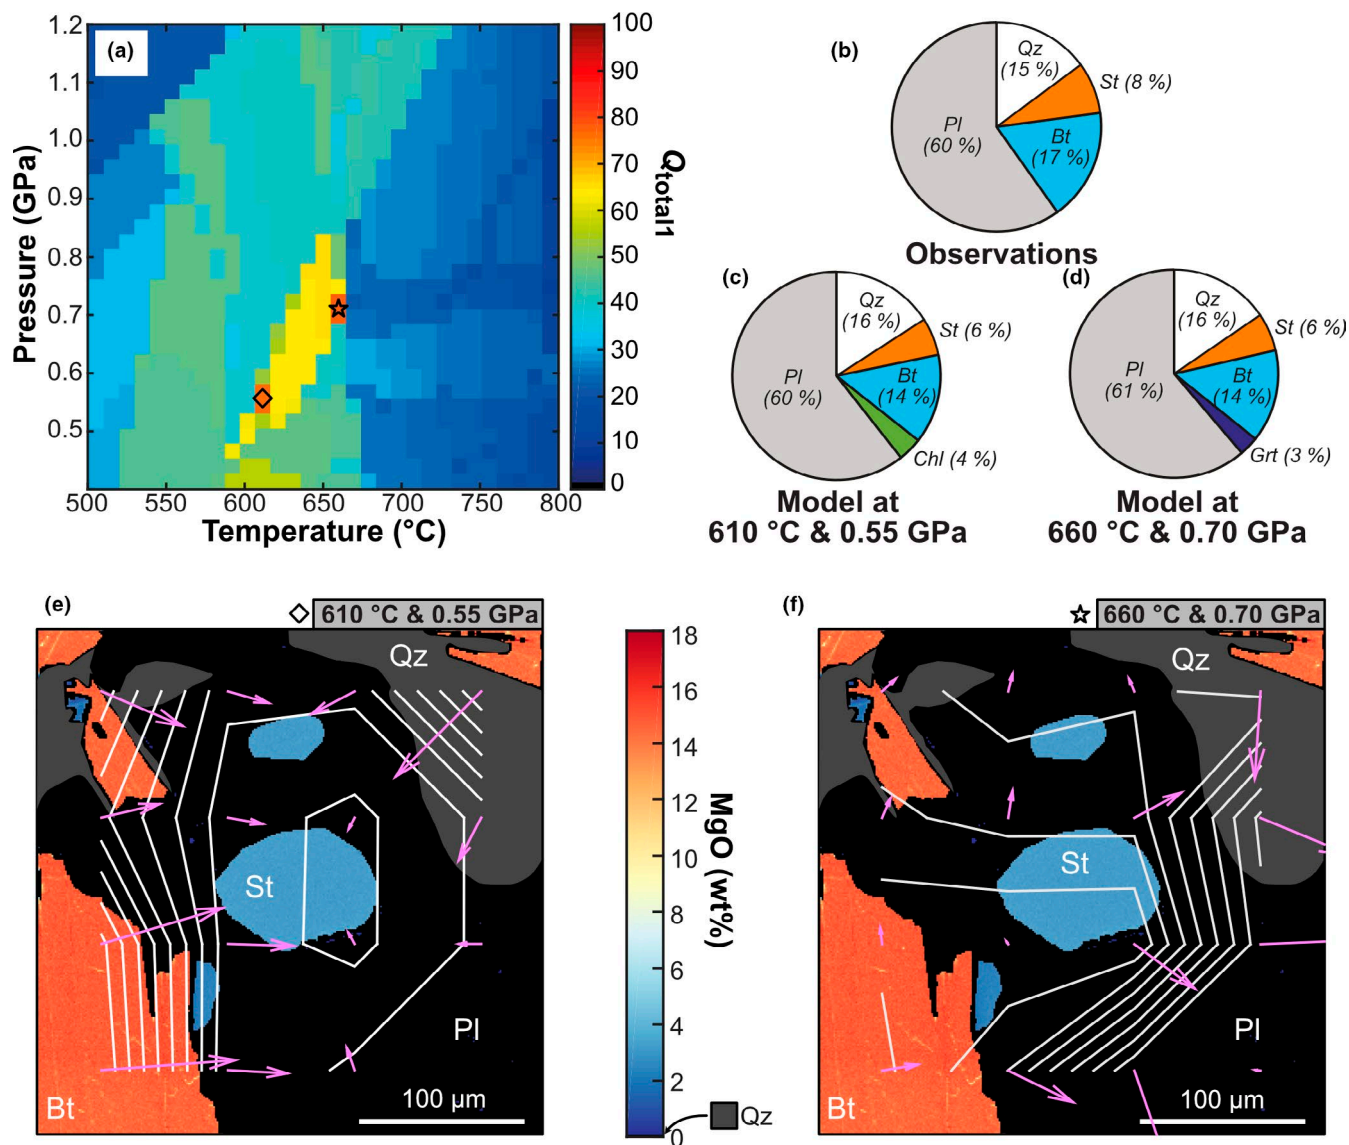 (a)
1.2
1.1
1.0
0.9
0.8
0.7
0.6
0.5
Pressure (GPa)
500
550
600
650
700
750
800
Temperature (°C)
100
90
80
70
60
50
40
30
20
10
0
Qtotal1
(b)
Qz
(15 %)
St (8 %)
Bt
(17 %)
Pl
(60 %)
Observations
(c)
Qz
(16 %)
St (6 %)
Bt
(14 %)
Chl (4 %)
Pl
(60 %)
Model at
610 °C & 0.55 GPa
(d)
Qz
(16 %)
St (6 %)
Bt
(14 %)
Grt (3 %)
Pl
(61 %)
Model at
660 °C & 0.70 GPa
(e)
610 °C & 0.55 GPa
Qz
St
Pl
Bt
100 µm
18
16
14
12
10
8
6
4
2
0
MgO (wt%)
Qz
(f)
660 °C & 0.70 GPa
Qz
St
Pl
Bt
100 µm